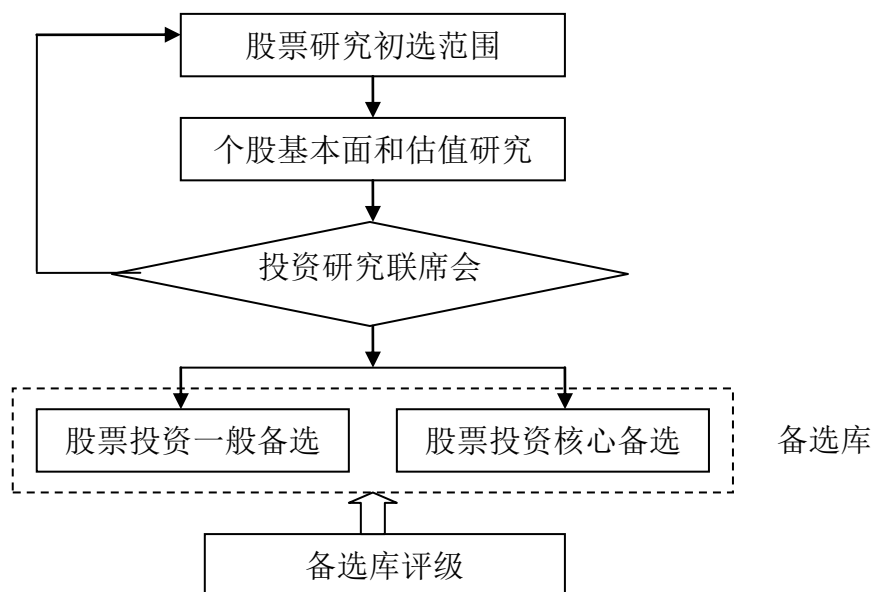 股票研究初选范围
个股基本面和估值研究
投资研究联席会
股票投资一般备选
股票投资核心备选
备选库
备选库评级